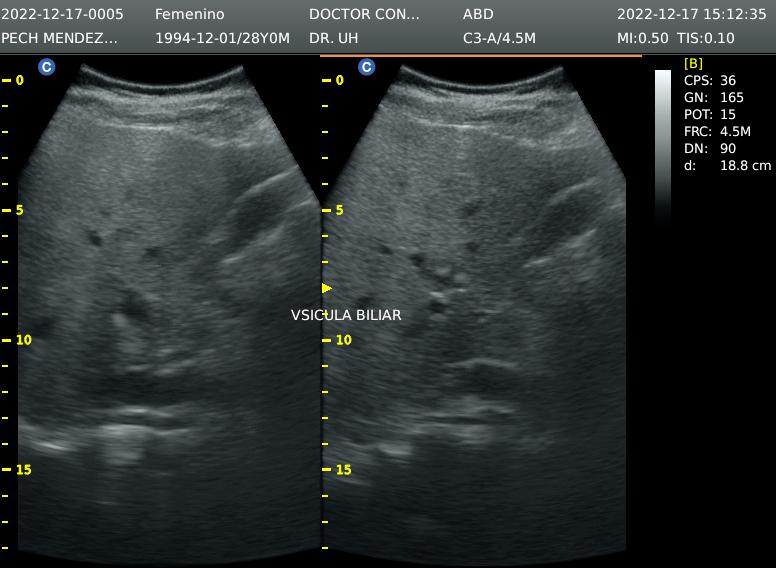 2022-12-17-0005 Femenino DOCTOR CON... ABD 2022-12-17 15:12:35
PECH MENDEZ... 1994-12-01/28Y0M DR. UH C3-A/4.5M MI:0.50 TIS:0.10
C C
[B]
CPS: 36
GN: 165
POT: 15
FRC: 4.5M
DN: 90
d: 18.8 cm
0 0
5 5
VSICULA BILIAR
10 10
15 15